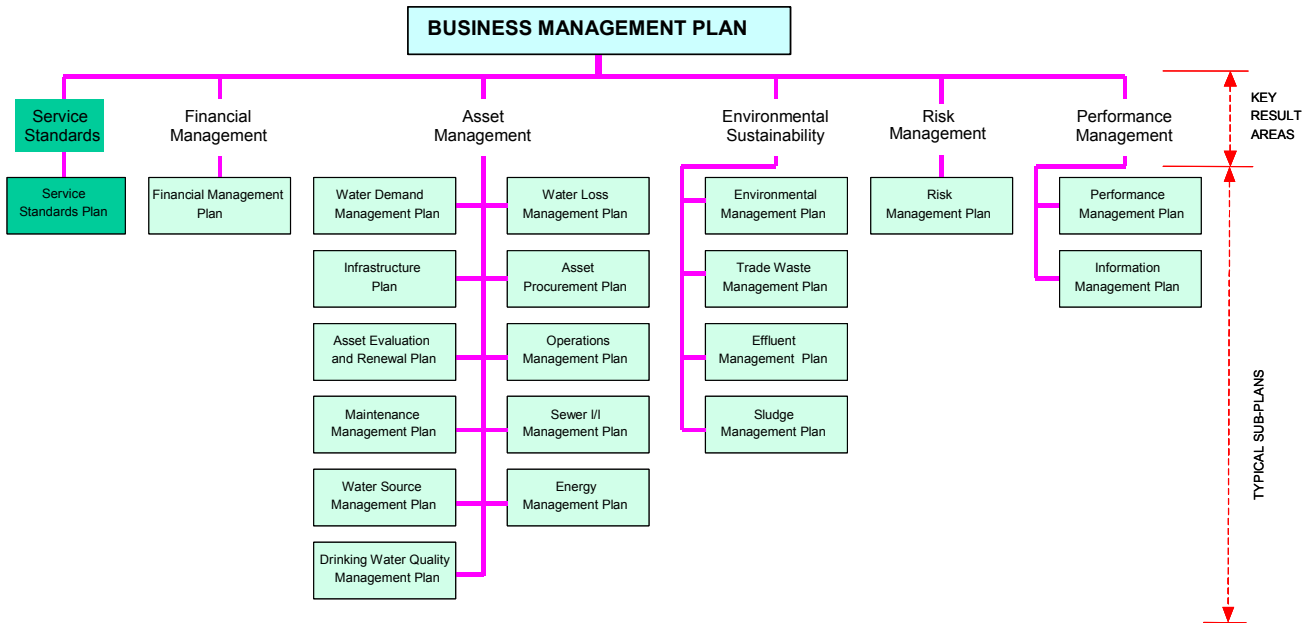 BUSINESS MANAGEMENT PLAN
Service
Standards
Financial
Management
Asset
Management
Environmental
Sustainability
Risk
Management
Performance
Management
KEY
RESULT
AREAS
Service
Standards Plan
Financial Management
Plan
Water Demand
Management Plan
Water Loss
Management Plan
Infrastructure
Plan
Asset
Procurement Plan
Asset Evaluation
and Renewal Plan
Operations
Management Plan
Maintenance
Management Plan
Sewer I/I
Management Plan
Water Source
Management Plan
Energy
Management Plan
Drinking Water Quality
Management Plan
Environmental
Management Plan
Trade Waste
Management Plan
Effluent
Management Plan
Sludge
Management Plan
Risk
Management Plan
Performance
Management Plan
Information
Management Plan
TYPICAL SUB-PLANS